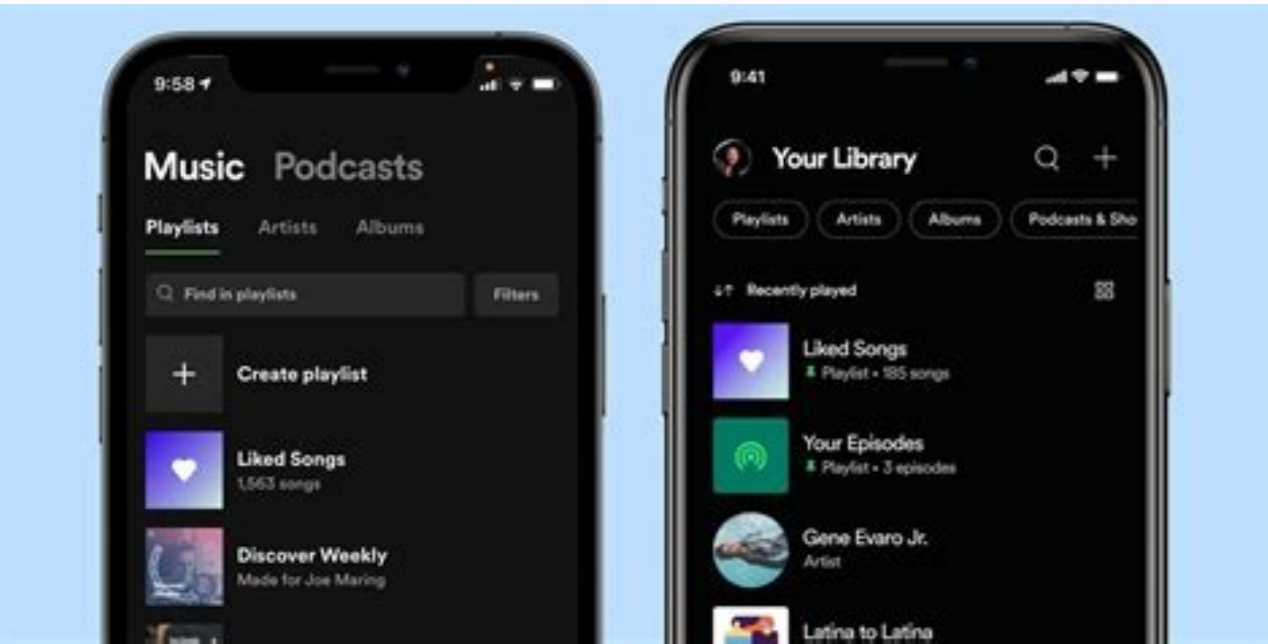 9:58
Music Podcasts
Playlists Artists Albums
Find in playlists Filters
Create playlist
Liked Songs
1,563 songs
Discover Weekly
Made for Joe Maring
9:41
Your Library
Playlists Artists Albums Podcasts & Sho
Recently played
Liked Songs
Playlist • 185 songs
Your Episodes
Playlist • 3 episodes
Gene Evaro Jr.
Artist
Latina to Latina